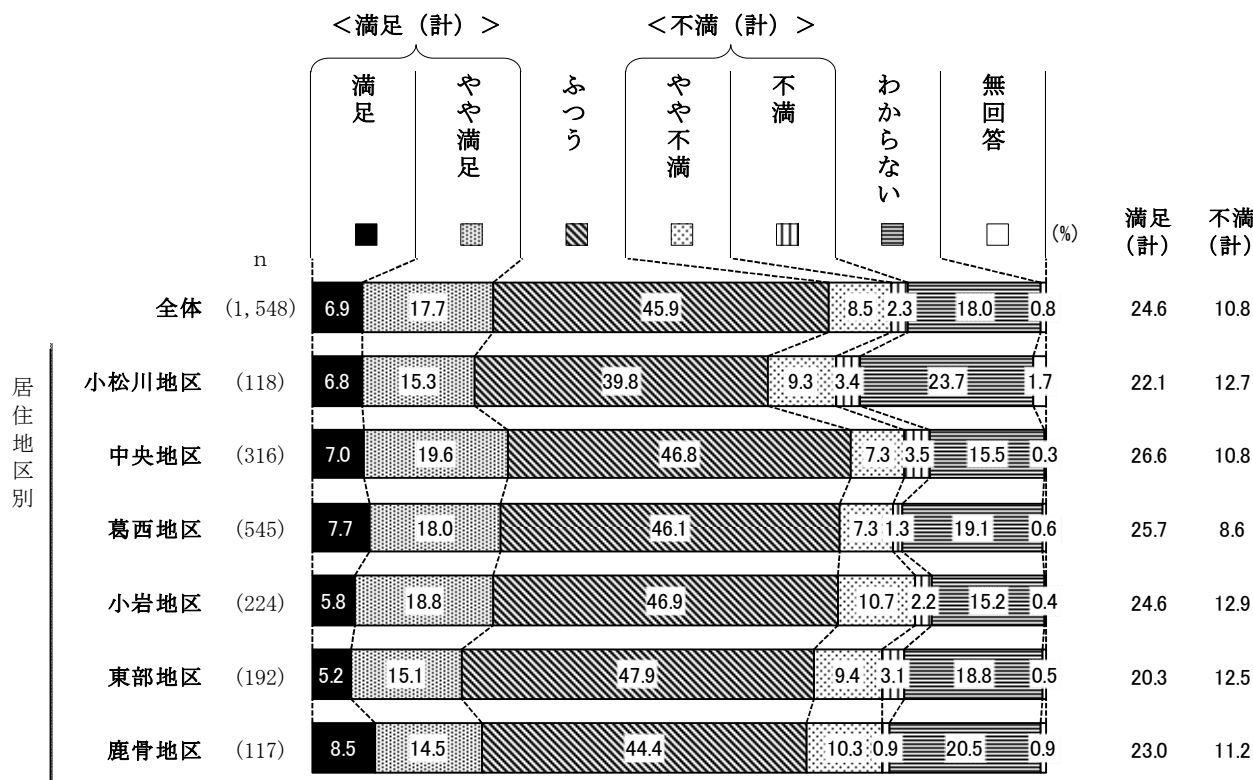 ＜満足（計）＞ ＜不満（計）＞
満足 やや満足 ふつう やや不満 不満 わからない 無回答
(%) 満足（計） 不満（計）
n
全体 (1,548) 6.9 17.7 45.9 8.5 2.3 18.0 0.8 24.6 10.8
居住地区別
小松川地区 (118) 6.8 15.3 39.8 9.3 3.4 23.7 1.7 22.1 12.7
中央地区 (316) 7.0 19.6 46.8 7.3 3.5 15.5 0.3 26.6 10.8
葛西地区 (545) 7.7 18.0 46.1 7.3 1.3 19.1 0.6 25.7 8.6
小岩地区 (224) 5.8 18.8 46.9 10.7 2.2 15.2 0.4 24.6 12.9
東部地区 (192) 5.2 15.1 47.9 9.4 3.1 18.8 0.5 20.3 12.5
鹿骨地区 (117) 8.5 14.5 44.4 10.3 0.9 20.5 0.9 23.0 11.2